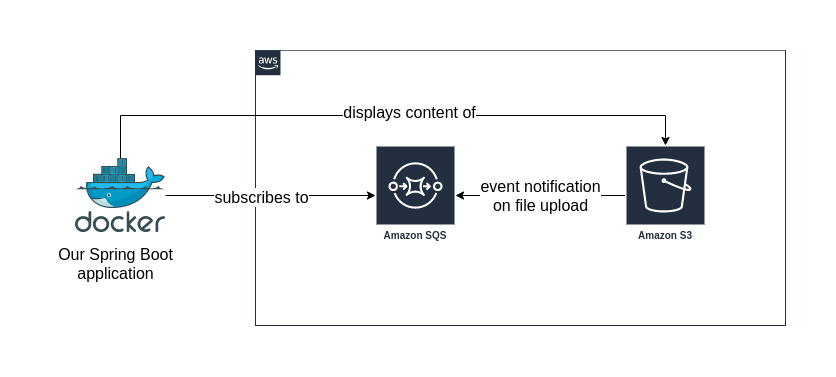 aws
displays content of
docker
subscribes to
event notification
on file upload
Amazon SQS
Amazon S3
Our Spring Boot
application